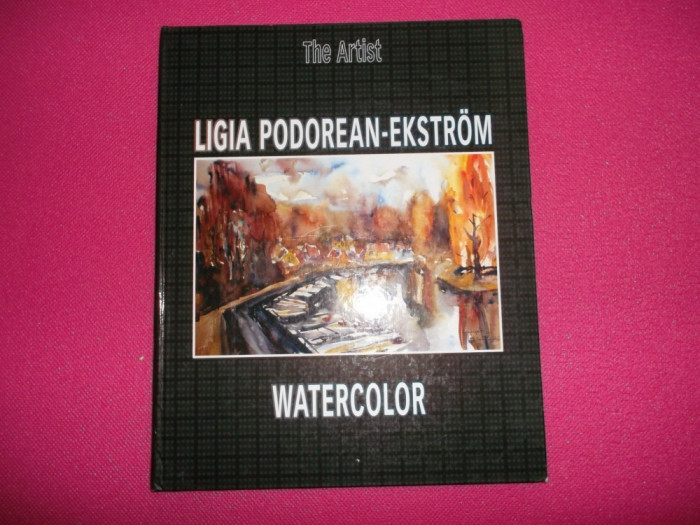 The Artist
LIGIA PODOREAN-EKSTRÖM
WATERCOLOR